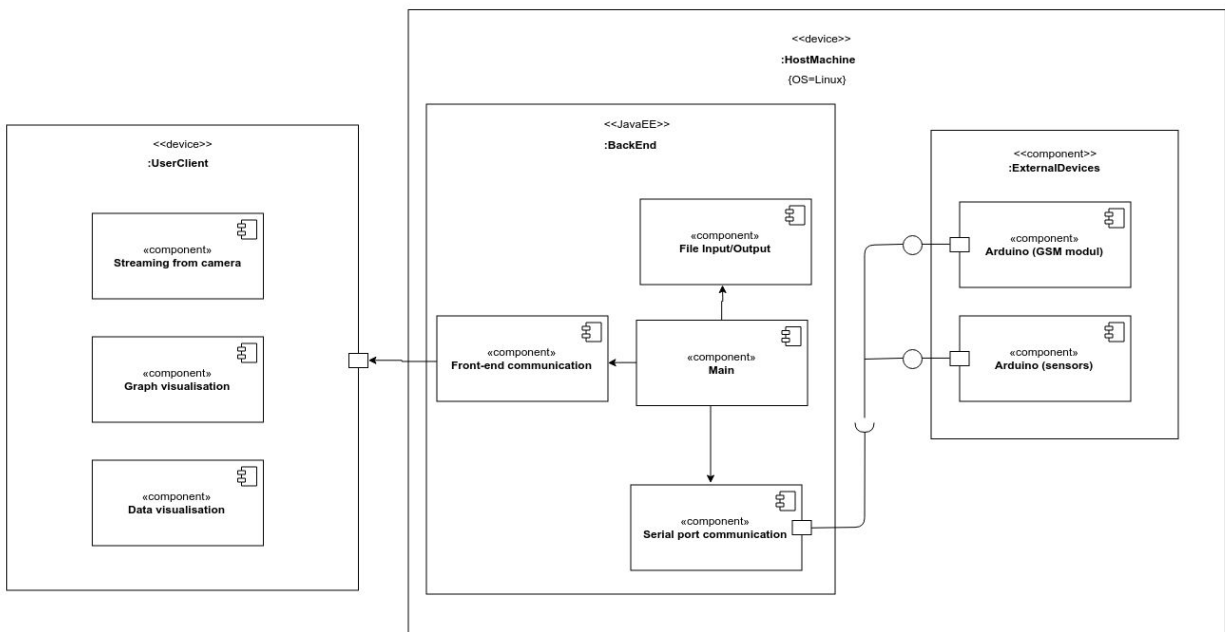 <<device>>
:HostMachine
{OS=Linux}
<<device>>
:UserClient
«component»
Streaming from camera
«component»
Graph visualisation
«component»
Data visualisation
<<JavaEE>>
:BackEnd
«component»
File Input/Output
«component»
Front-end communication
«component»
Main
«component»
Serial port communication
<<component>>
:ExternalDevices
«component»
Arduino (GSM modul)
«component»
Arduino (sensors)